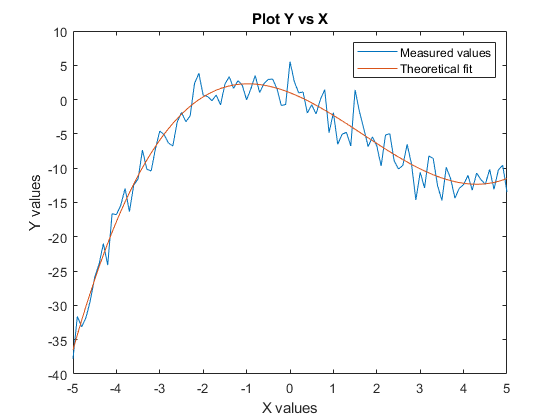 Plot Y vs X
Measured values
Theoretical fit
10
5
0
-5
-10
-15
-20
-25
-30
-35
-40
Y values
-5 -4 -3 -2 -1 0 1 2 3 4 5
X values